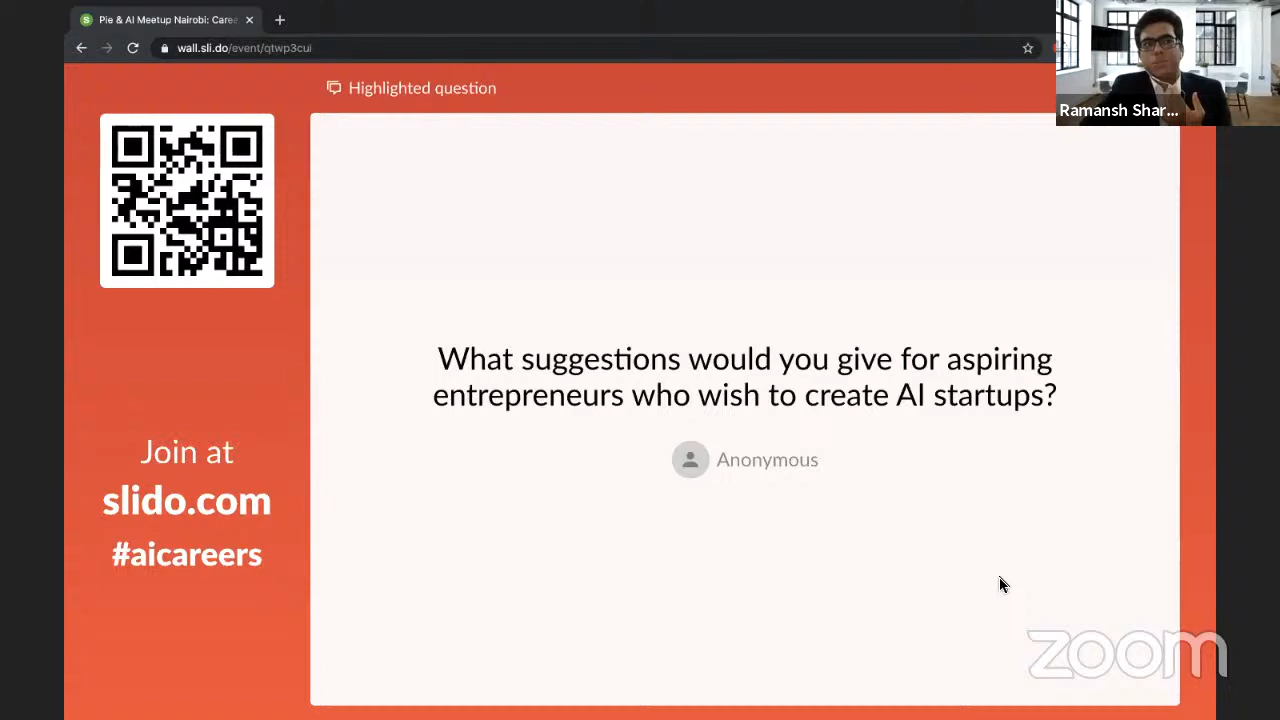 Pie & AI Meetup Nairobi: Caree
wall.sli.do/event/qtwp3cui
Highlighted question
Ramansh Shar...
What suggestions would you give for aspiring
entrepreneurs who wish to create AI startups?
Anonymous
Join at
slido.com
#aicareers
zoom